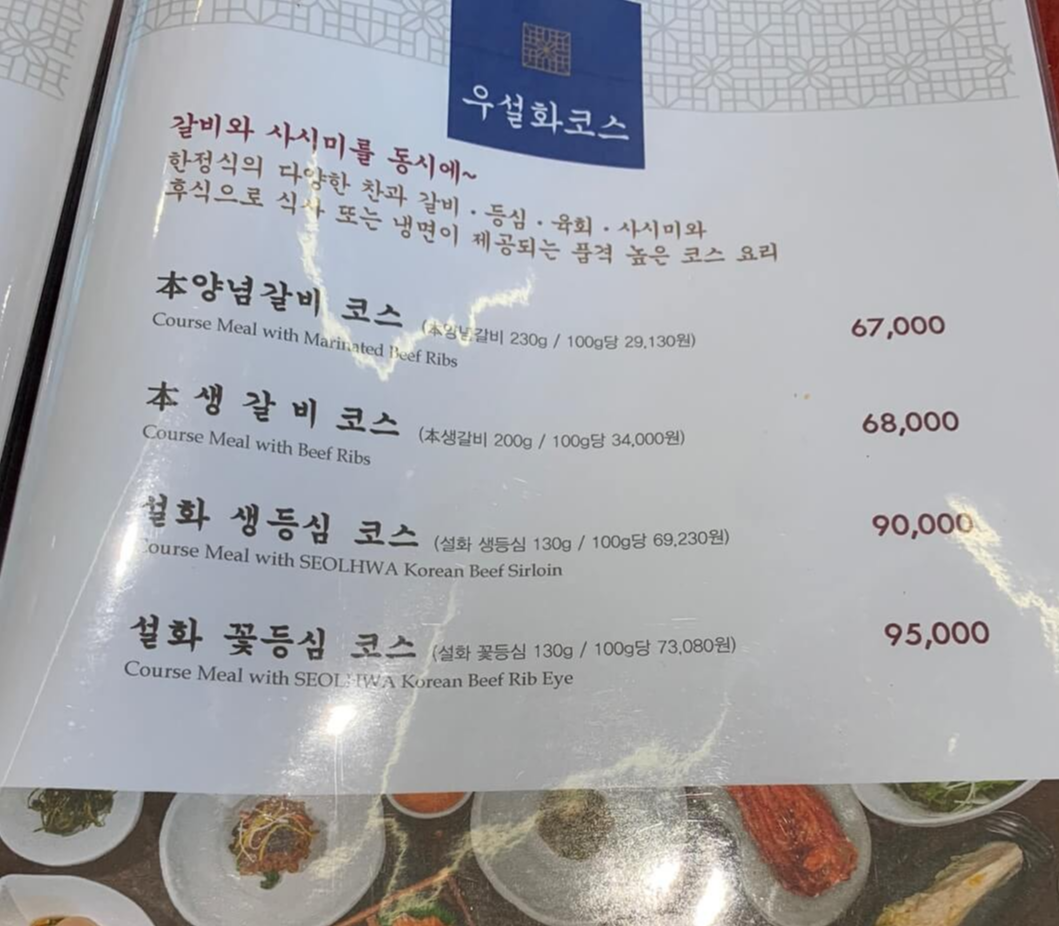 우설화코스
갈비와 사시미를 동시에~
한정식의 다양한 찬과 갈비 · 등심 · 육회 · 사시미와
후식으로 식사 또는 냉면이 제공되는 품격 높은 코스 요리
本양념갈비 코스 (本양념갈비 230g / 100g당 29,130원) 67,000
Course Meal with Marinated Beef Ribs
本 생 갈 비 코스 (本생갈비 200g / 100g당 34,000원) 68,000
Course Meal with Beef Ribs
설화 생등심 코스 (설화 생등심 130g / 100g당 69,230원) 90,000
Course Meal with SEOLHWA Korean Beef Sirloin
설화 꽃등심 코스 (설화 꽃등심 130g / 100g당 73,080원) 95,000
Course Meal with SEOLHWA Korean Beef Rib Eye